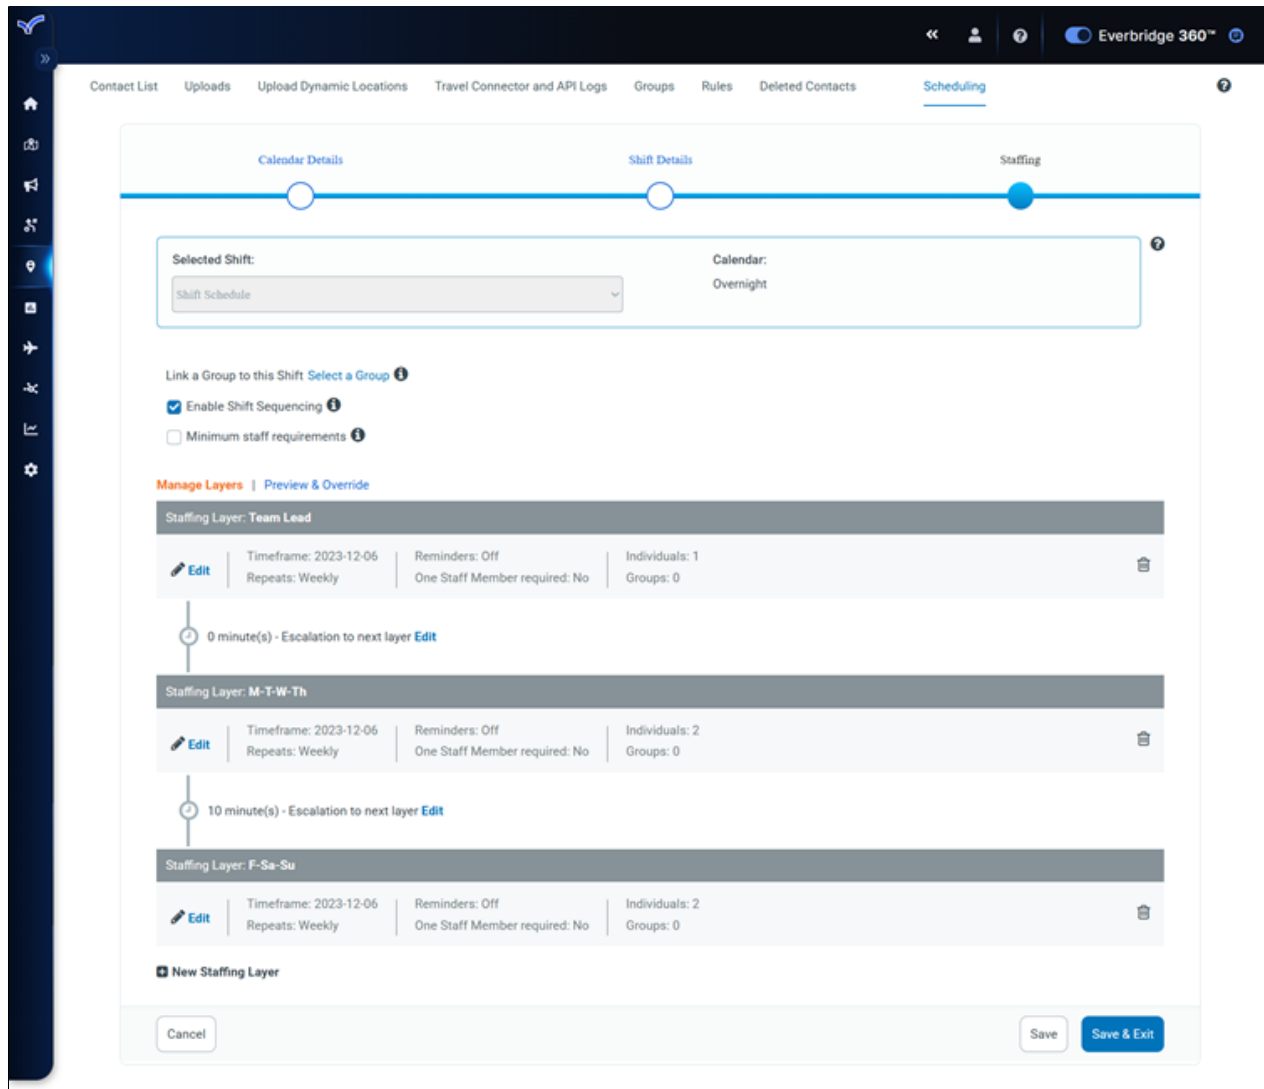 Everbridge 360™
Contact List Uploads Upload Dynamic Locations Travel Connector and API Logs Groups Rules Deleted Contacts Scheduling
Calendar Details Shift Details Staffing
Selected Shift: Calendar:
Shift Schedule Overnight
Link a Group to this Shift Select a Group
Enable Shift Sequencing
Minimum staff requirements
Manage Layers | Preview & Override
Staffing Layer: Team Lead
Timeframe: 2023-12-06 Reminders: Off Individuals: 1
Edit
Repeats: Weekly One Staff Member required: No Groups: 0
0 minute(s) - Escalation to next layer Edit
Staffing Layer: M-T-W-Th
Timeframe: 2023-12-06 Reminders: Off Individuals: 2
Edit
Repeats: Weekly One Staff Member required: No Groups: 0
10 minute(s) - Escalation to next layer Edit
Staffing Layer: F-Sa-Su
Timeframe: 2023-12-06 Reminders: Off Individuals: 2
Edit
Repeats: Weekly One Staff Member required: No Groups: 0
New Staffing Layer
Cancel Save Save & Exit